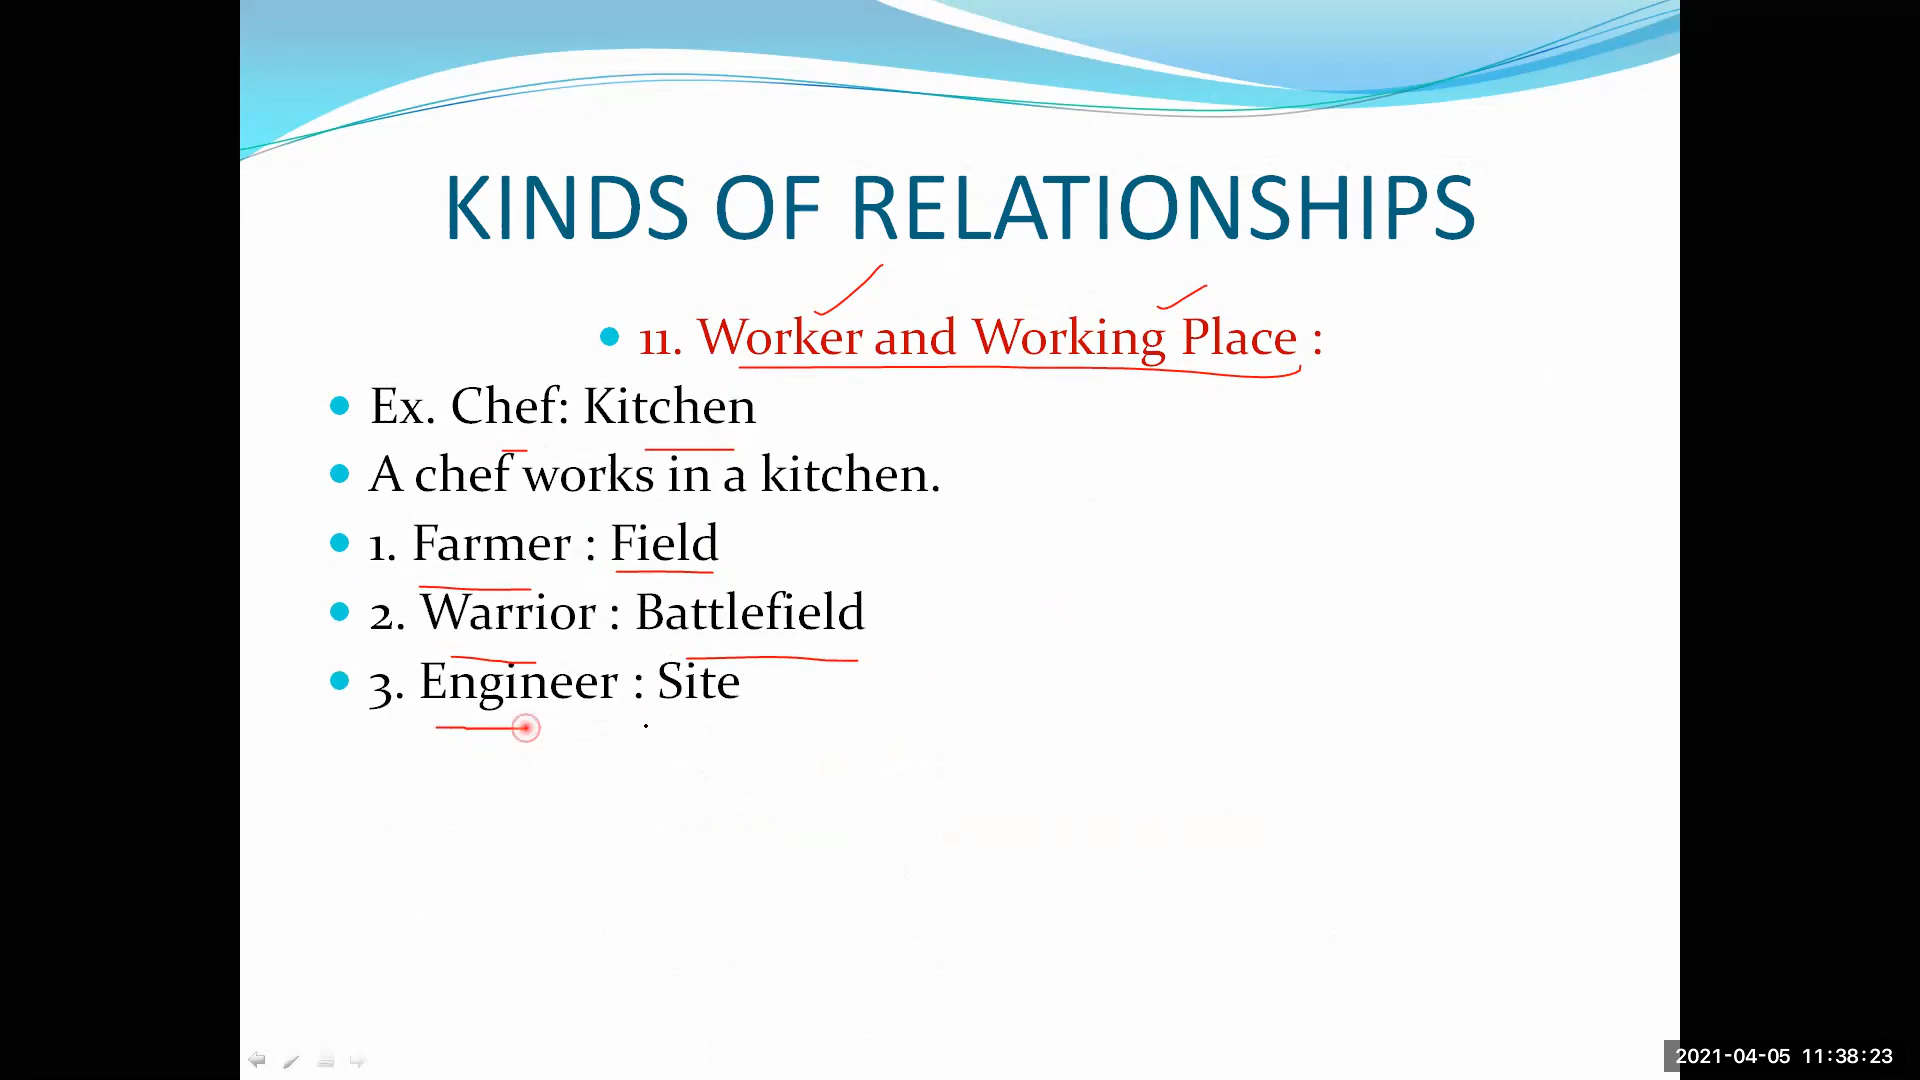 KINDS OF RELATIONSHIPS
11. Worker and Working Place :
Ex. Chef: Kitchen
A chef works in a kitchen.
1. Farmer : Field
2. Warrior : Battlefield
3. Engineer : Site
2021-04-05 11:38:23